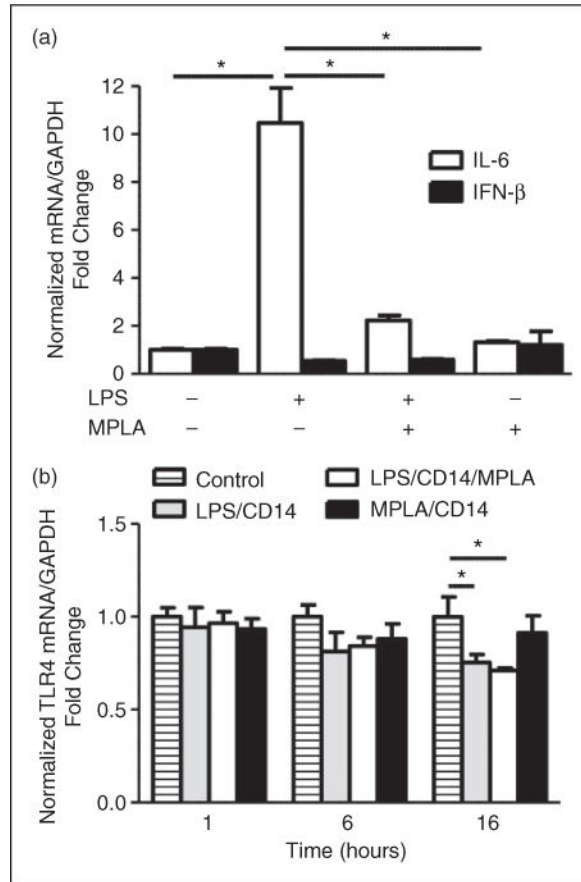 (a)
*
*
*
12
10
8
6
4
2
0
Normalized mRNA/GAPDH
Fold Change
IL-6
IFN-β
LPS – + + –
MPLA – – + +
(b)
Control LPS/CD14/MPLA
LPS/CD14 MPLA/CD14
1.5
1.0
0.5
0.0
Normalized TLR4 mRNA/GAPDH
Fold Change
*
*
1 6 16
Time (hours)